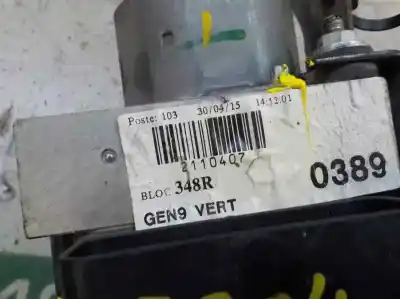 Poste: 103 30/04/15 14:12:01
2110407
BLOC 348R
0389
GEN9 VERT